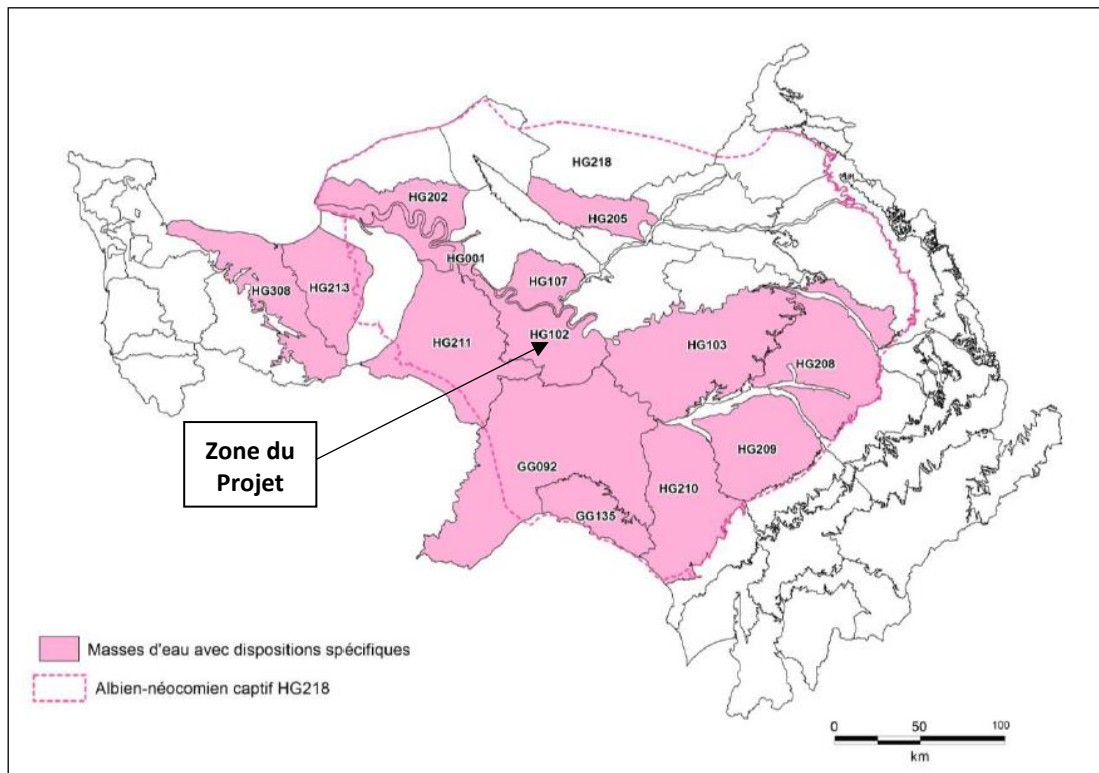 HG218
HG202
HG205
HG001
HG107
HG308
HG213
HG211
HG102
HG103
HG208
Zone du
Projet
GG092
HG209
HG210
GG135
Masses d'eau avec dispositions spécifiques
Albien-néocomien captif HG218
0 50 100
km